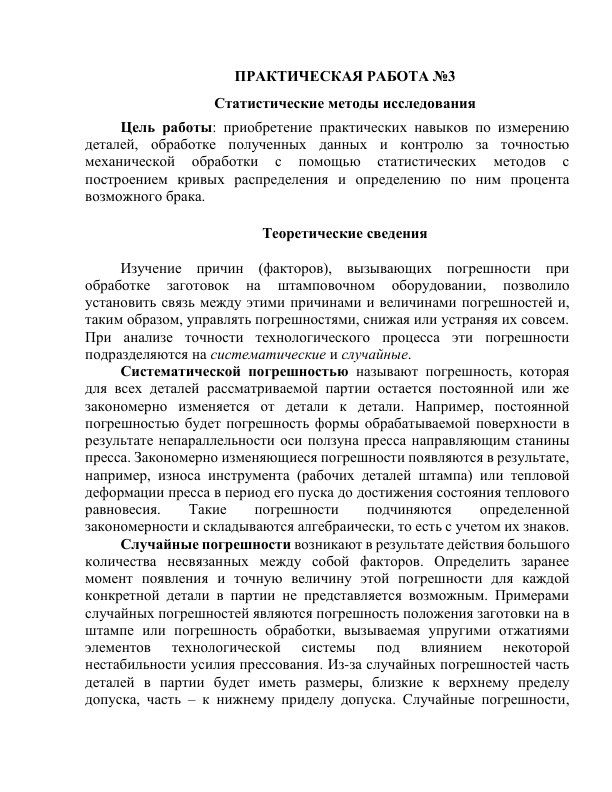 ПРАКТИЧЕСКАЯ РАБОТА №3
Статистические методы исследования
Цель работы: приобретение практических навыков по измерению
деталей, обработке полученных данных и контролю за точностью
механической обработки с помощью статистических методов с
построением кривых распределения и определению по ним процента
возможного брака.
Теоретические сведения
Изучение причин (факторов), вызывающих погрешности при
обработке заготовок на штамповочном оборудовании, позволило
установить связь между этими причинами и величинами погрешностей и,
таким образом, управлять погрешностями, снижая или устраняя их совсем.
При анализе точности технологического процесса эти погрешности
подразделяются на систематические и случайные.
Систематической погрешностью называют погрешность, которая
для всех деталей рассматриваемой партии остается постоянной или же
закономерно изменяется от детали к детали. Например, постоянной
погрешностью будет погрешность формы обрабатываемой поверхности в
результате непараллельности оси ползуна пресса направляющим станины
пресса. Закономерно изменяющиеся погрешности появляются в результате,
например, износа инструмента (рабочих деталей штампа) или тепловой
деформации пресса в период его пуска до достижения состояния теплового
равновесия. Такие погрешности подчиняются определенной
закономерности и складываются алгебраически, то есть с учетом их знаков.
Случайные погрешности возникают в результате действия большого
количества несвязанных между собой факторов. Определить заранее
момент появления и точную величину этой погрешности для каждой
конкретной детали в партии не представляется возможным. Примерами
случайных погрешностей являются погрешность положения заготовки на в
штампе или погрешность обработки, вызываемая упругими отжатиями
элементов технологической системы под влиянием некоторой
нестабильности усилия прессования. Из-за случайных погрешностей часть
деталей в партии будет иметь размеры, близкие к верхнему пределу
допуска, часть – к нижнему приделу допуска. Случайные погрешности,